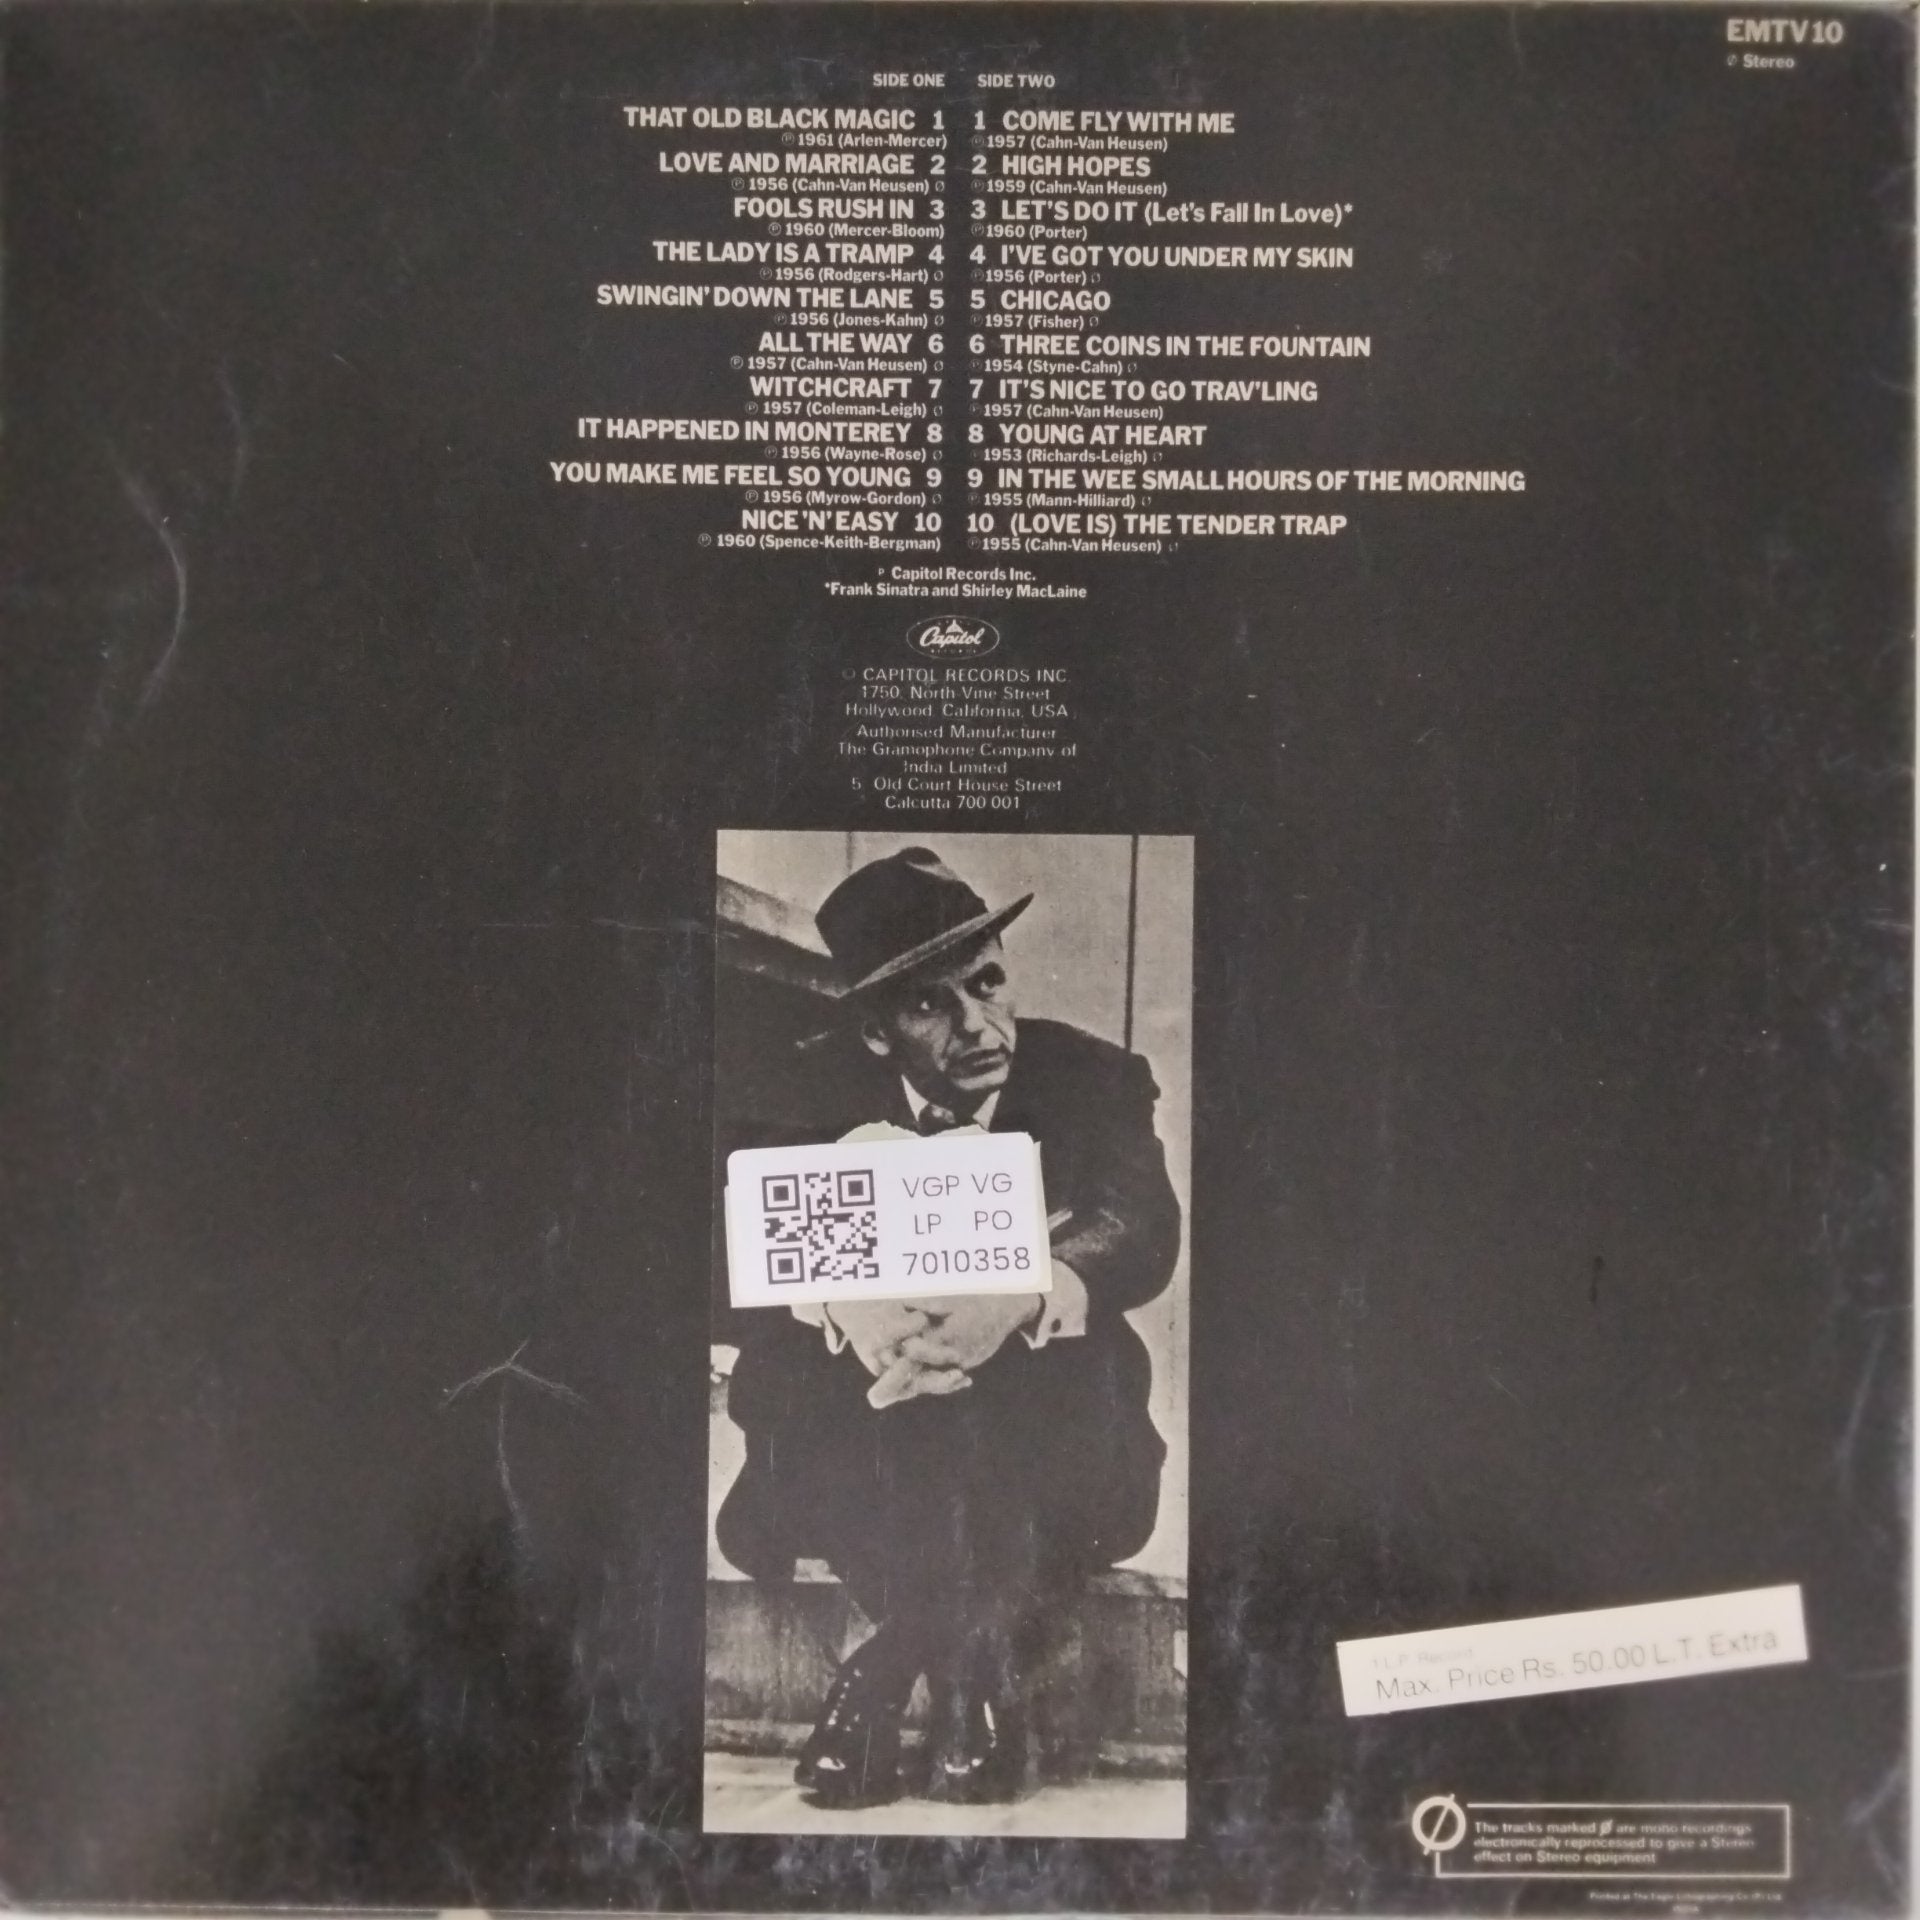 EMTV10
Ø Stereo
SIDE ONE
THAT OLD BLACK MAGIC 1
℗ 1961 (Arlen-Mercer)
LOVE AND MARRIAGE 2
℗ 1956 (Cahn-Van Heusen) Ø
FOOLS RUSH IN 3
℗ 1960 (Mercer-Bloom)
THE LADY IS A TRAMP 4
℗ 1956 (Rodgers-Hart) Ø
SWINGIN' DOWN THE LANE 5
℗ 1956 (Jones-Kahn) Ø
ALL THE WAY 6
℗ 1957 (Cahn-Van Heusen) Ø
WITCHCRAFT 7
℗ 1957 (Coleman-Leigh) Ø
IT HAPPENED IN MONTEREY 8
℗ 1956 (Wayne-Rose) Ø
YOU MAKE ME FEEL SO YOUNG 9
℗ 1956 (Myrow-Gordon) Ø
NICE 'N' EASY 10
℗ 1960 (Spence-Keith-Bergman)
SIDE TWO
1 COME FLY WITH ME
℗ 1957 (Cahn-Van Heusen)
2 HIGH HOPES
℗ 1959 (Cahn-Van Heusen)
3 LET'S DO IT (Let's Fall In Love)*
℗ 1960 (Porter)
4 I'VE GOT YOU UNDER MY SKIN
℗ 1956 (Porter) Ø
5 CHICAGO
℗ 1957 (Fisher) Ø
6 THREE COINS IN THE FOUNTAIN
℗ 1954 (Styne-Cahn) Ø
7 IT'S NICE TO GO TRAV'LING
℗ 1957 (Cahn-Van Heusen)
8 YOUNG AT HEART
℗ 1953 (Richards-Leigh) Ø
9 IN THE WEE SMALL HOURS OF THE MORNING
℗ 1955 (Mann-Hilliard) Ø
10 (LOVE IS) THE TENDER TRAP
℗ 1955 (Cahn-Van Heusen) Ø
℗ Capitol Records Inc.
*Frank Sinatra and Shirley MacLaine
Capitol
RECORDS
© CAPITOL RECORDS INC.
1750, North Vine Street
Hollywood, California, USA
Authorised Manufacturer
The Gramophone Company of
India Limited
5, Old Court House Street
Calcutta 700 001
VGP VG
LP PO
7010358
1 L.P. Record
Max. Price Rs. 50.00 L.T. Extra
The tracks marked Ø are mono recordings
electronically reprocessed to give a Stereo
effect on Stereo equipment
Printed at The Eagle Lithographing Co (P) Ltd